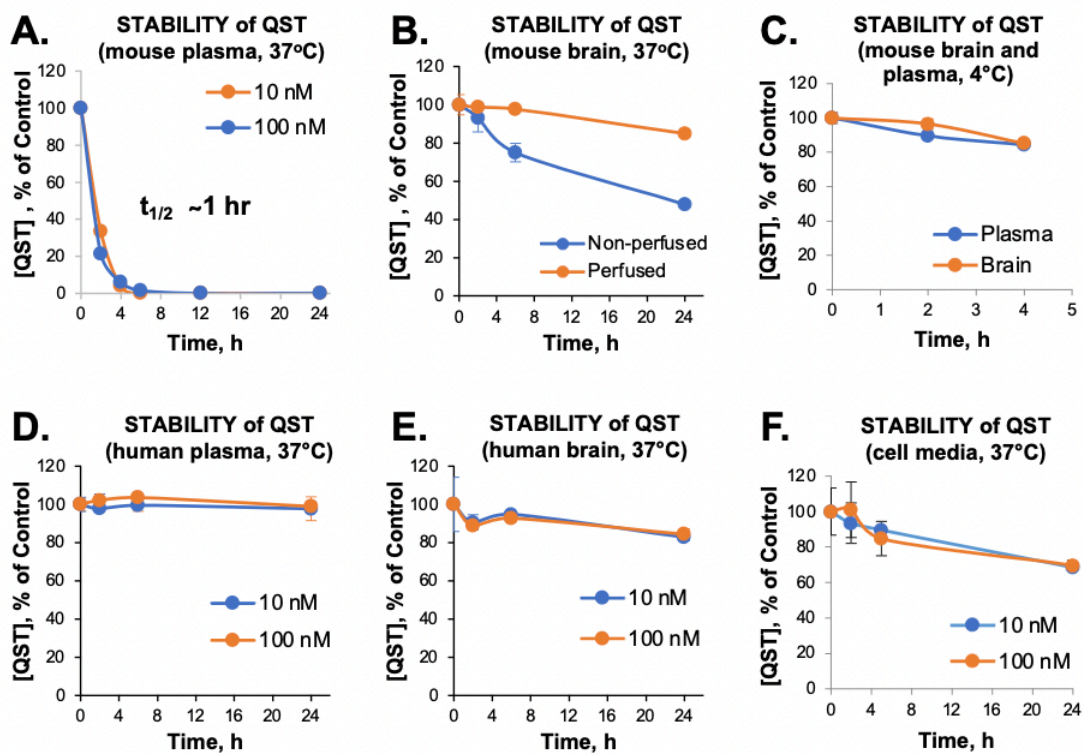 A.
STABILITY of QST
(mouse plasma, 37ºC)
[QST] , % of Control
120
100
80
60
40
20
0
10 nM
100 nM
t1/2 ~1 hr
0 4 8 12 16 20 24
Time, h
B.
STABILITY of QST
(mouse brain, 37ºC)
[QST] , % of Control
120
100
80
60
40
20
0
Non-perfused
Perfused
0 4 8 12 16 20 24
Time, h
C.
STABILITY of QST
(mouse brain and
plasma, 4°C)
[QST], % of Control
120
100
80
60
40
20
0
Plasma
Brain
0 1 2 3 4 5
Time, h
D.
STABILITY of QST
(human plasma, 37°C)
[QST], % of Control
120
100
80
60
40
20
0
10 nM
100 nM
0 4 8 12 16 20 24
Time, h
E.
STABILITY of QST
(human brain, 37°C)
[QST], % of Control
120
100
80
60
40
20
0
10 nM
100 nM
0 4 8 12 16 20 24
Time, h
F.
STABILITY of QST
(cell media, 37°C)
[QST], % of Control
120
100
80
60
40
20
0
10 nM
100 nM
0 4 8 12 16 20 24
Time, h